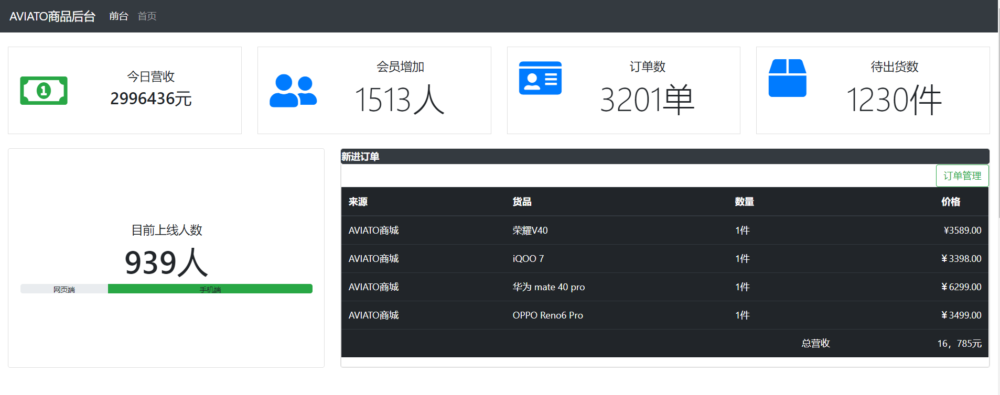 AVIATO商品后台 前台 首页
今日营收
2996436元
会员增加
1513人
订单数
3201单
待出货数
1230件
目前上线人数
939人
网页端 手机端
新进订单
订单管理
来源 货品 数量 价格
AVIATO商城 荣耀V40 1件 ¥3589.00
AVIATO商城 iQOO 7 1件 ¥3398.00
AVIATO商城 华为 mate 40 pro 1件 ¥6299.00
AVIATO商城 OPPO Reno6 Pro 1件 ¥3499.00
总营收 16，785元